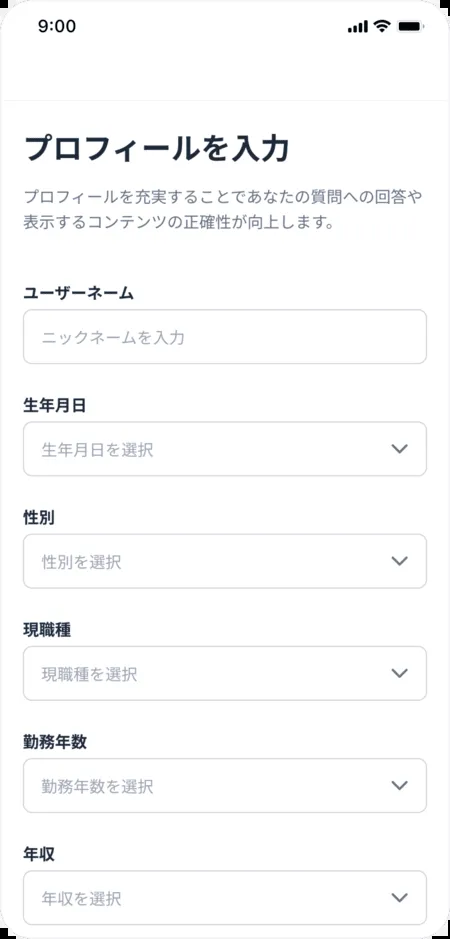 9:00
プロフィールを入力
プロフィールを充実することであなたの質問への回答や
表示するコンテンツの正確性が向上します。
ユーザーネーム
ニックネームを入力
生年月日
生年月日を選択
性別
性別を選択
現職種
現職種を選択
勤務年数
勤務年数を選択
年収
年収を選択